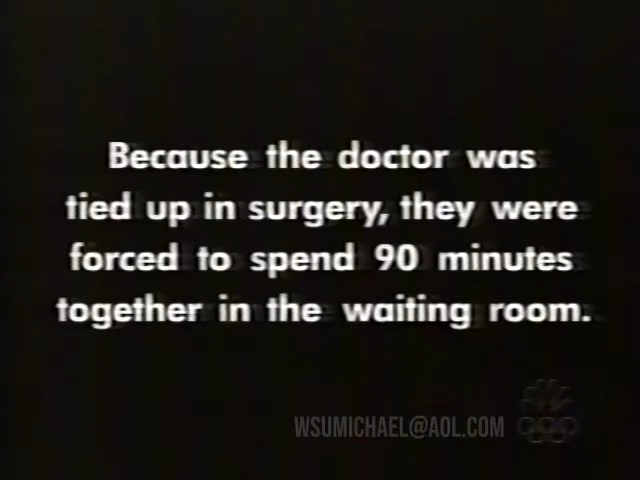 Because the doctor was
tied up in surgery, they were
forced to spend 90 minutes
together in the waiting room.
WSUMICHAEL@AOL.COM